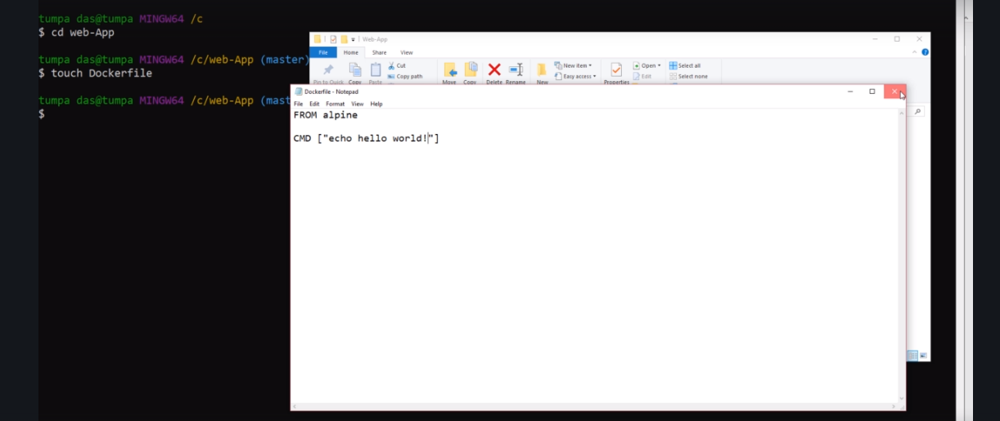 tumpa das@tumpa MINGW64 /c
$ cd web-App
tumpa das@tumpa MINGW64 /c/web-App (master)
$ touch Dockerfile
tumpa das@tumpa MINGW64 /c/web-App (mast
$
Web-App
File Home Share View
Pin to Quick Copy Paste
Cut
Copy path
Move Copy Delete Rename New
New item
Easy access
Properties
Open
Edit
Select all
Select none
Dockerfile - Notepad
File Edit Format View Help
FROM alpine
CMD ["echo hello world!"]